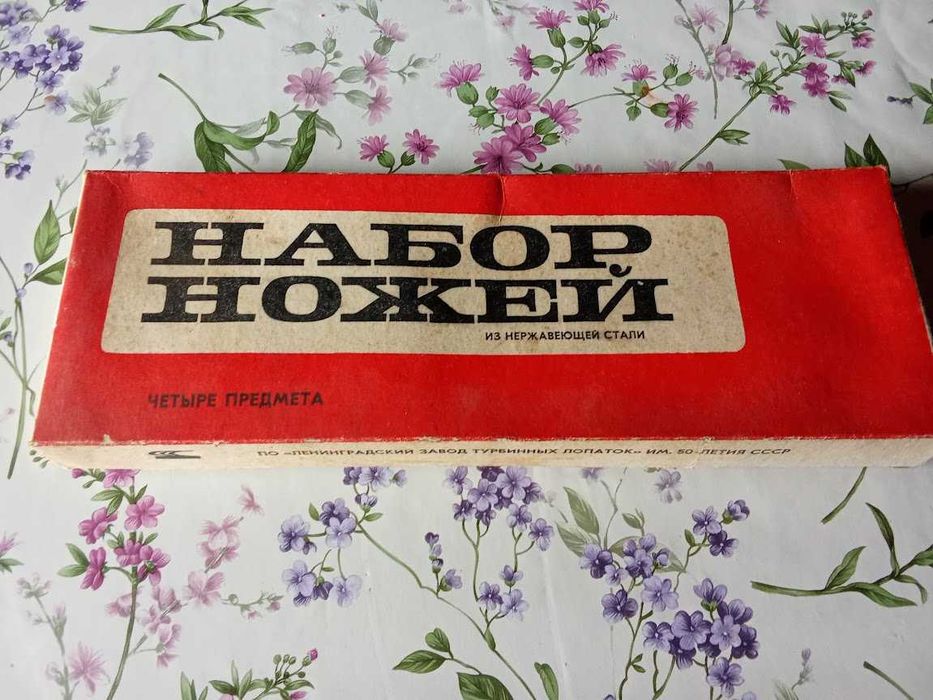 НАБОР
НОЖЕЙ
ИЗ НЕРЖАВЕЮЩЕЙ СТАЛИ
ЧЕТЫРЕ ПРЕДМЕТА
ПО «ЛЕНИНГРАДСКИЙ ЗАВОД ТУРБИННЫХ ЛОПАТОК» ИМ. 50-ЛЕТИЯ СССР